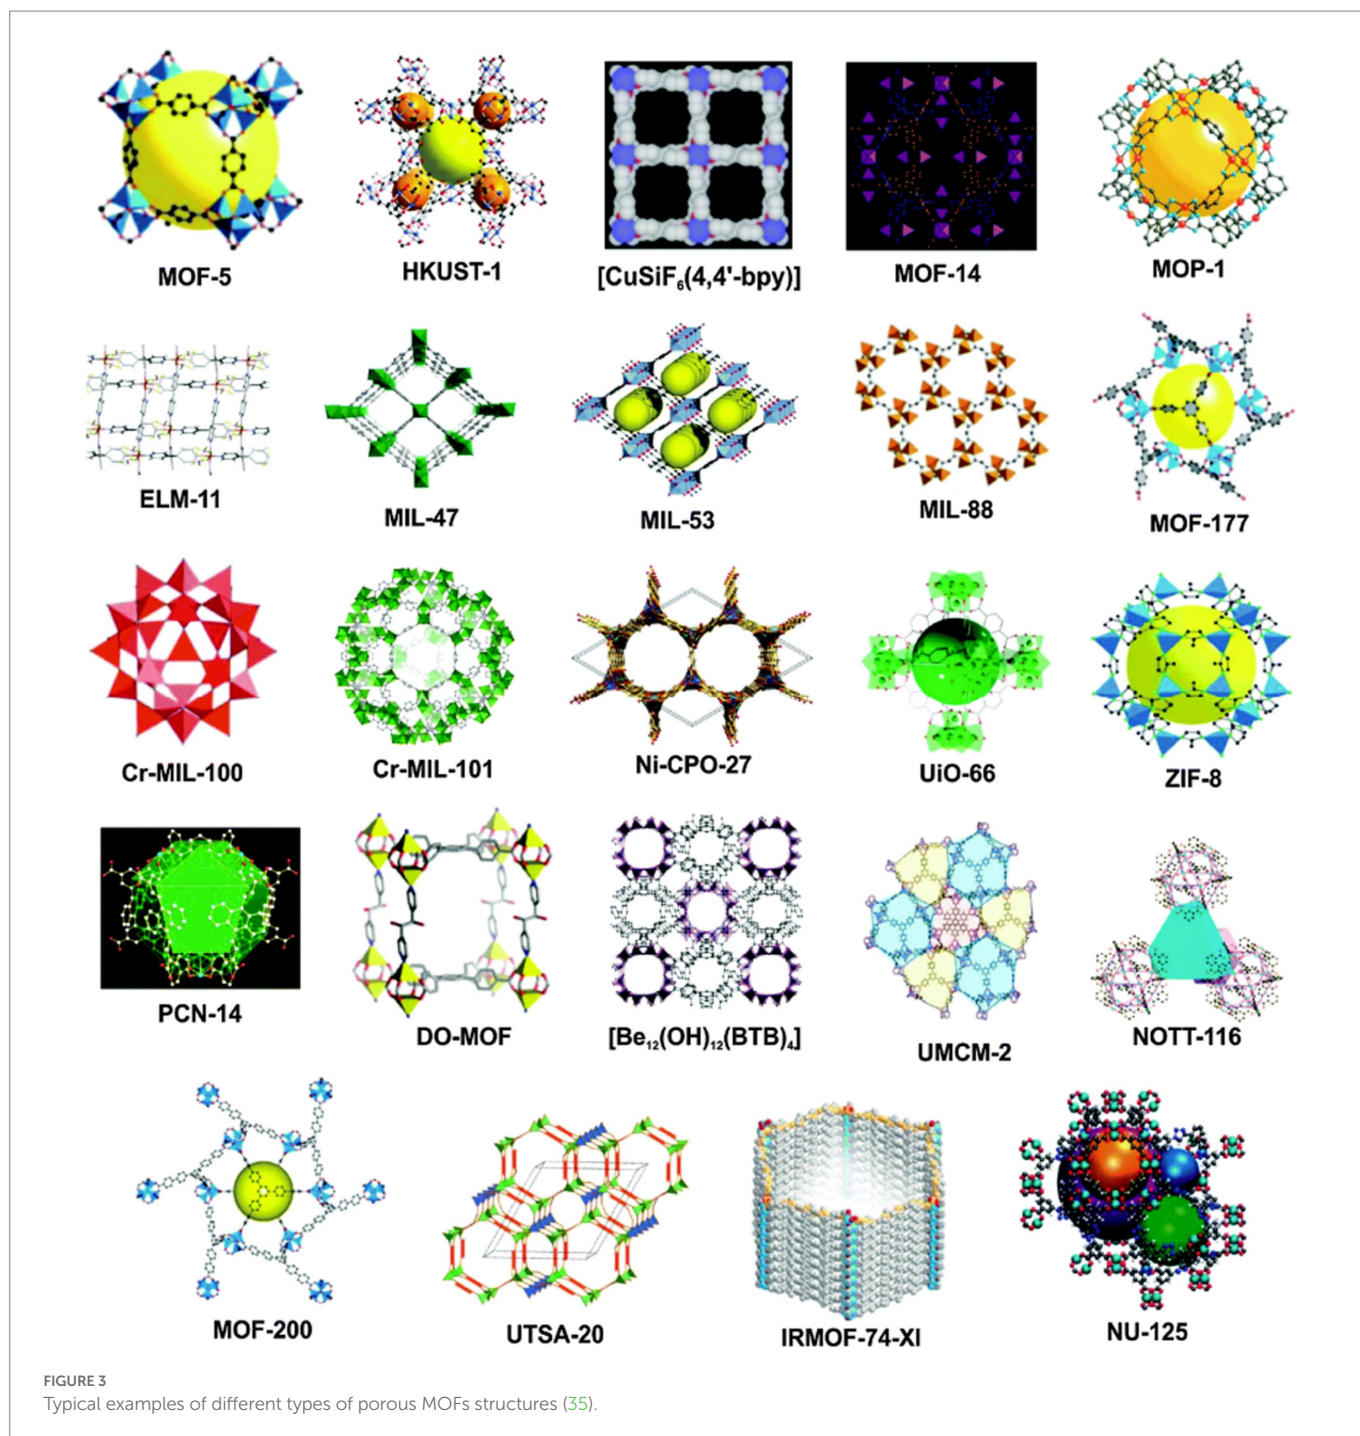 MOF-5
HKUST-1
[CuSiF₆(4,4'-bpy)]
MOF-14
MOP-1
ELM-11
MIL-47
MIL-53
MIL-88
MOF-177
Cr-MIL-100
Cr-MIL-101
Ni-CPO-27
UiO-66
ZIF-8
PCN-14
DO-MOF
[Be₁₂(OH)₁₂(BTB)₄]
UMCM-2
NOTT-116
MOF-200
UTSA-20
IRMOF-74-XI
NU-125
FIGURE 3
Typical examples of different types of porous MOFs structures (35).